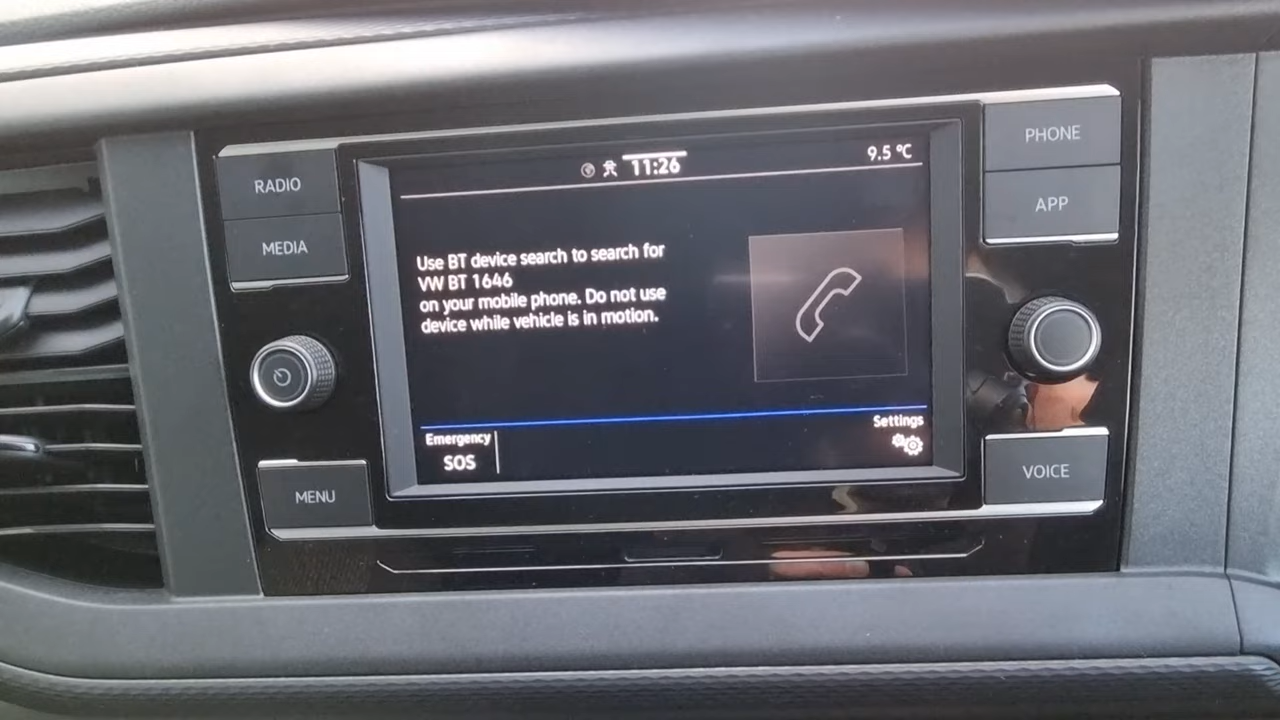 RADIO
MEDIA
MENU
11:26
9.5 °C
Use BT device search to search for
VW BT 1646
on your mobile phone. Do not use
device while vehicle is in motion.
Emergency
SOS
Settings
PHONE
APP
VOICE